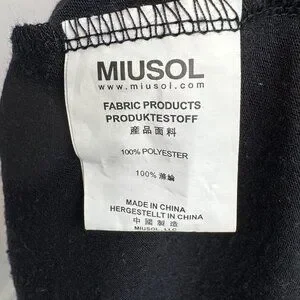 MIUSOL
www.miusol.com
FABRIC PRODUCTS
PRODUKTESTOFF
産品面料
100% POLYESTER
100% 滌綸
MADE IN CHINA
HERGESTELLT IN CHINA
中國製造
MIUSOL, LLC